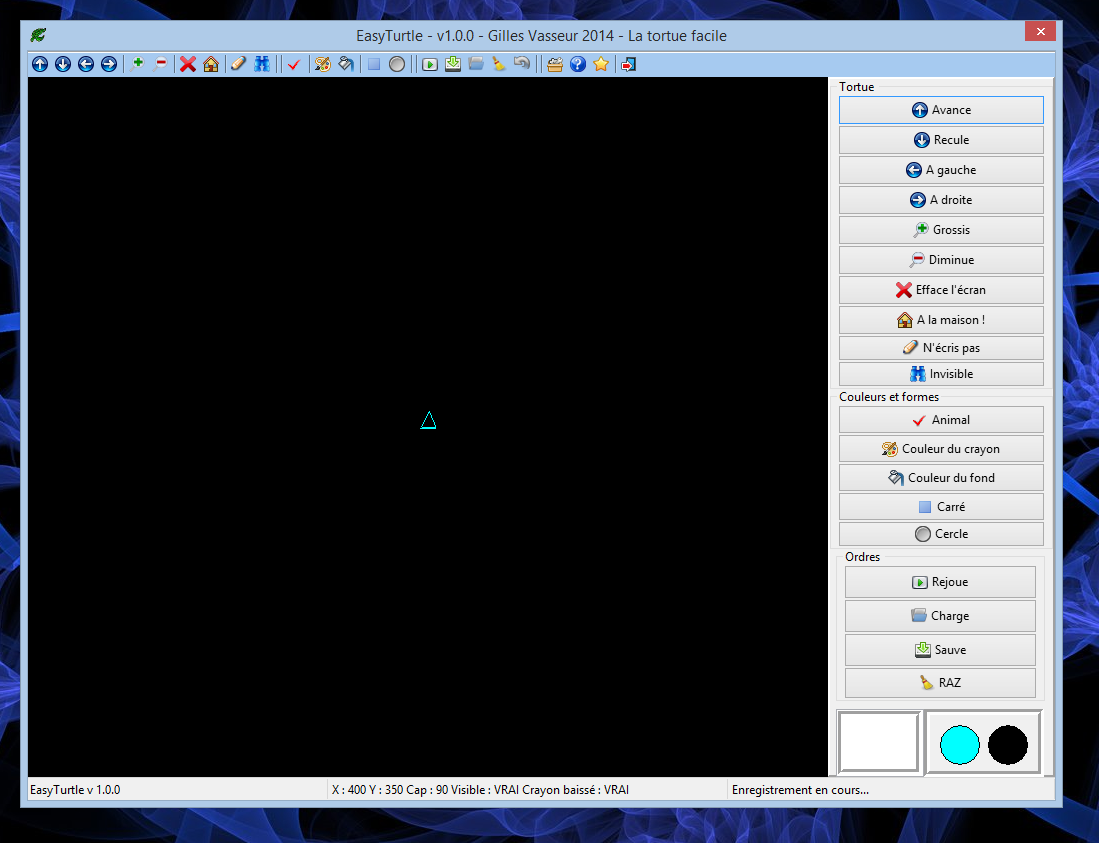 EasyTurtle - v1.0.0 - Gilles Vasseur 2014 - La tortue facile
Tortue
Avance
Recule
A gauche
A droite
Grossis
Diminue
Efface l'écran
A la maison !
N'écris pas
Invisible
Couleurs et formes
Animal
Couleur du crayon
Couleur du fond
Carré
Cercle
Ordres
Rejoue
Charge
Sauve
RAZ
EasyTurtle v 1.0.0 X : 400 Y : 350 Cap : 90 Visible : VRAI Crayon baissé : VRAI Enregistrement en cours...